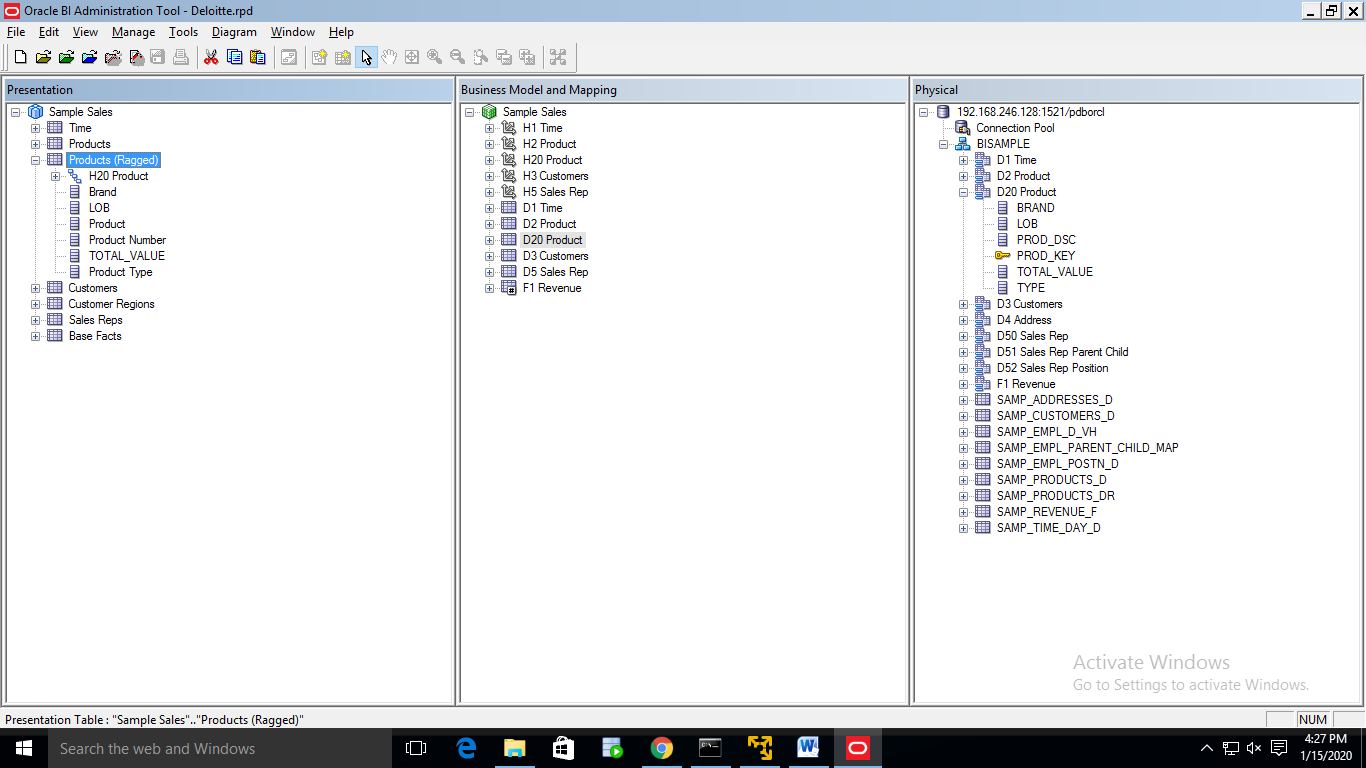 Oracle BI Administration Tool - Deloitte.rpd
File Edit View Manage Tools Diagram Window Help
Presentation
Sample Sales
Time
Products
Products (Ragged)
H20 Product
Brand
LOB
Product
Product Number
TOTAL_VALUE
Product Type
Customers
Customer Regions
Sales Reps
Base Facts
Business Model and Mapping
Sample Sales
H1 Time
H2 Product
H20 Product
H3 Customers
H5 Sales Rep
D1 Time
D2 Product
D20 Product
D3 Customers
D5 Sales Rep
F1 Revenue
Physical
192.168.246.128:1521/pdborcl
Connection Pool
BISAMPLE
D1 Time
D2 Product
D20 Product
BRAND
LOB
PROD_DSC
PROD_KEY
TOTAL_VALUE
TYPE
D3 Customers
D4 Address
D50 Sales Rep
D51 Sales Rep Parent Child
D52 Sales Rep Position
F1 Revenue
SAMP_ADDRESSES_D
SAMP_CUSTOMERS_D
SAMP_EMPL_D_VH
SAMP_EMPL_PARENT_CHILD_MAP
SAMP_EMPL_POSTN_D
SAMP_PRODUCTS_D
SAMP_PRODUCTS_DR
SAMP_REVENUE_F
SAMP_TIME_DAY_D
Activate Windows
Go to Settings to activate Windows.
Presentation Table : "Sample Sales".."Products (Ragged)"
NUM
Search the web and Windows
4:27 PM
1/15/2020